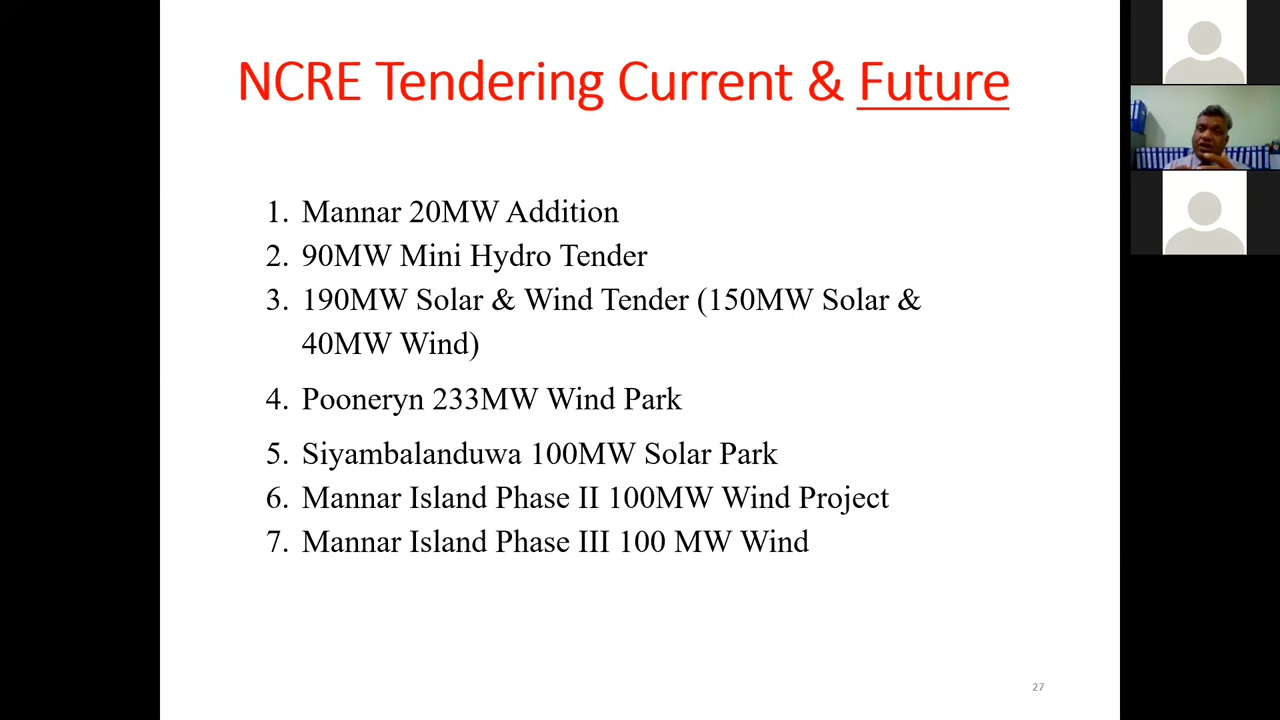 NCRE Tendering Current & Future
1. Mannar 20MW Addition
2. 90MW Mini Hydro Tender
3. 190MW Solar & Wind Tender (150MW Solar &
40MW Wind)
4. Pooneryn 233MW Wind Park
5. Siyambalanduwa 100MW Solar Park
6. Mannar Island Phase II 100MW Wind Project
7. Mannar Island Phase III 100 MW Wind
27